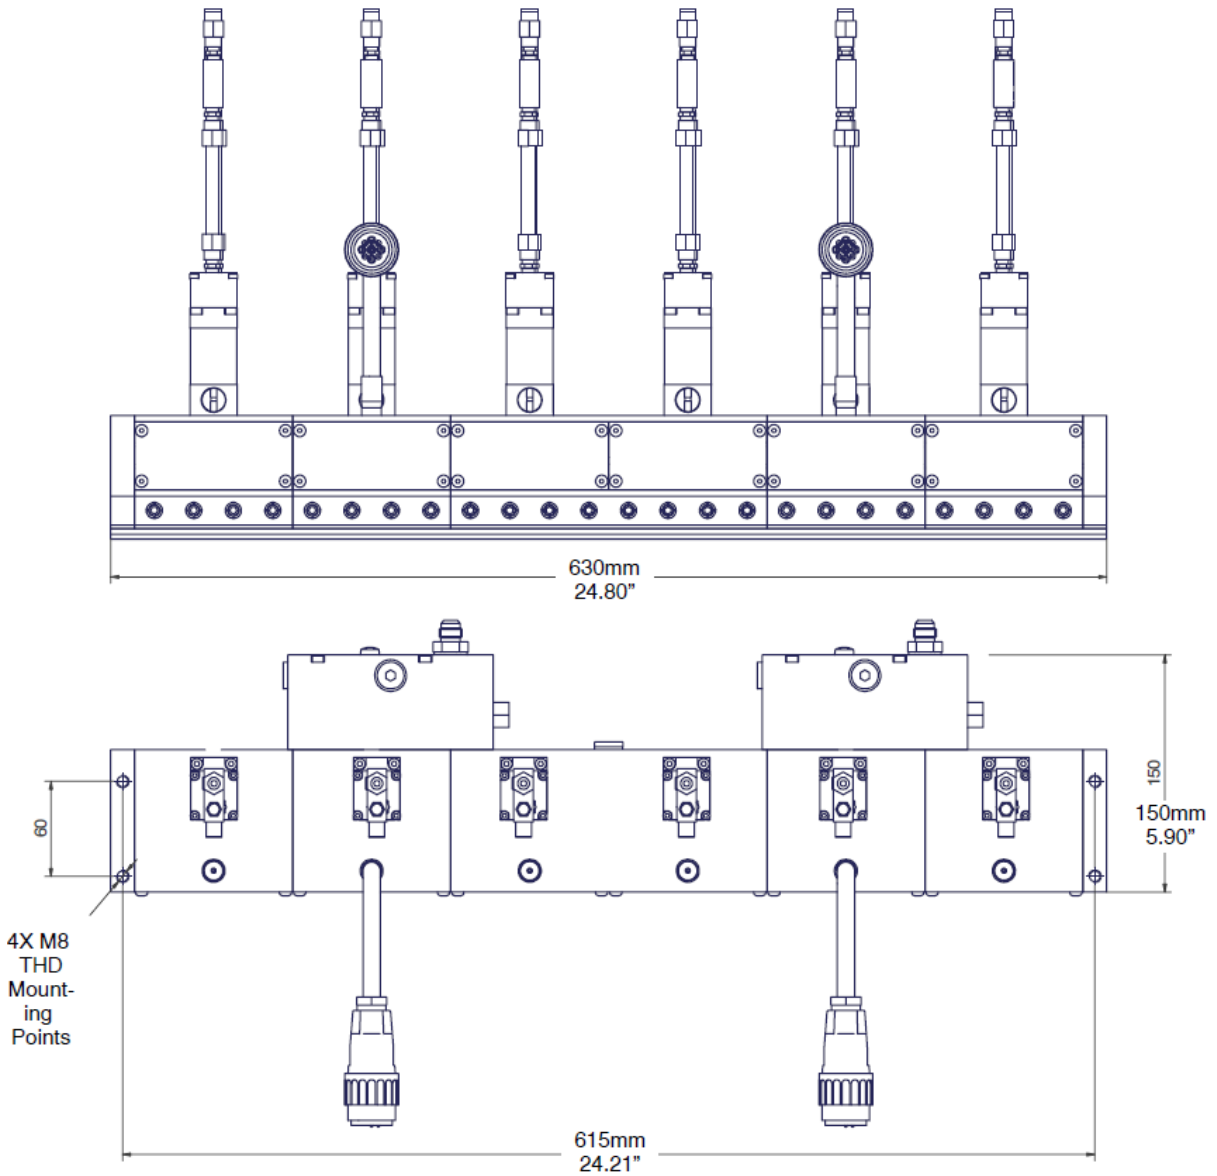 630mm
24.80”
60
150
150mm
5.90”
4X M8
THD
Mount-
ing
Points
615mm
24.21”